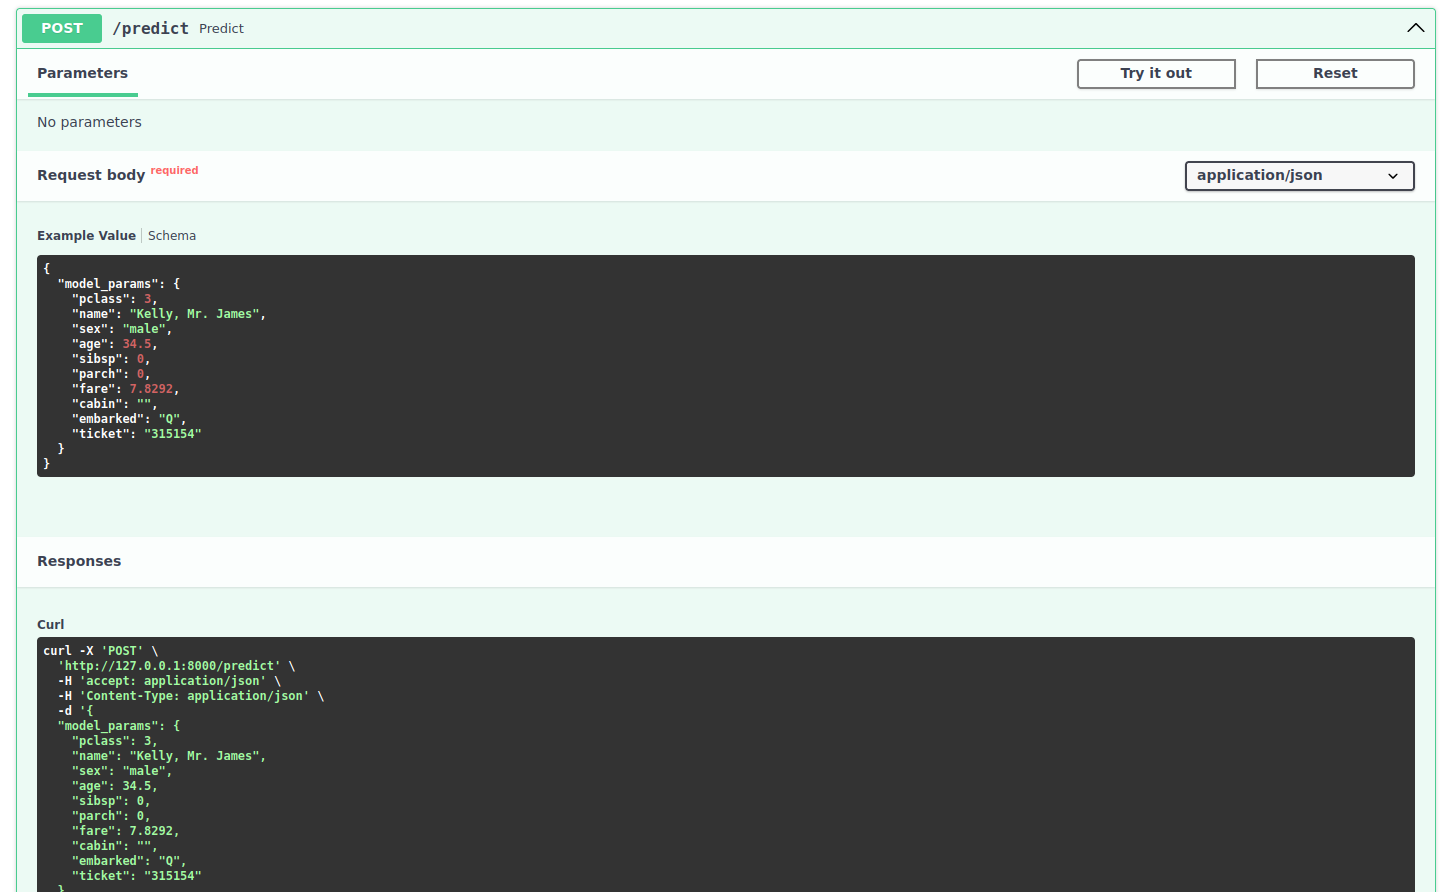 POST /predict Predict
Parameters Try it out Reset
No parameters
Request body required application/json
Example Value Schema
{
  "model_params": {
    "pclass": 3,
    "name": "Kelly, Mr. James",
    "sex": "male",
    "age": 34.5,
    "sibsp": 0,
    "parch": 0,
    "fare": 7.8292,
    "cabin": "",
    "embarked": "Q",
    "ticket": "315154"
  }
}
Responses
Curl
curl -X 'POST' \
  'http://127.0.0.1:8000/predict' \
  -H 'accept: application/json' \
  -H 'Content-Type: application/json' \
  -d '{
  "model_params": {
    "pclass": 3,
    "name": "Kelly, Mr. James",
    "sex": "male",
    "age": 34.5,
    "sibsp": 0,
    "parch": 0,
    "fare": 7.8292,
    "cabin": "",
    "embarked": "Q",
    "ticket": "315154"
  }